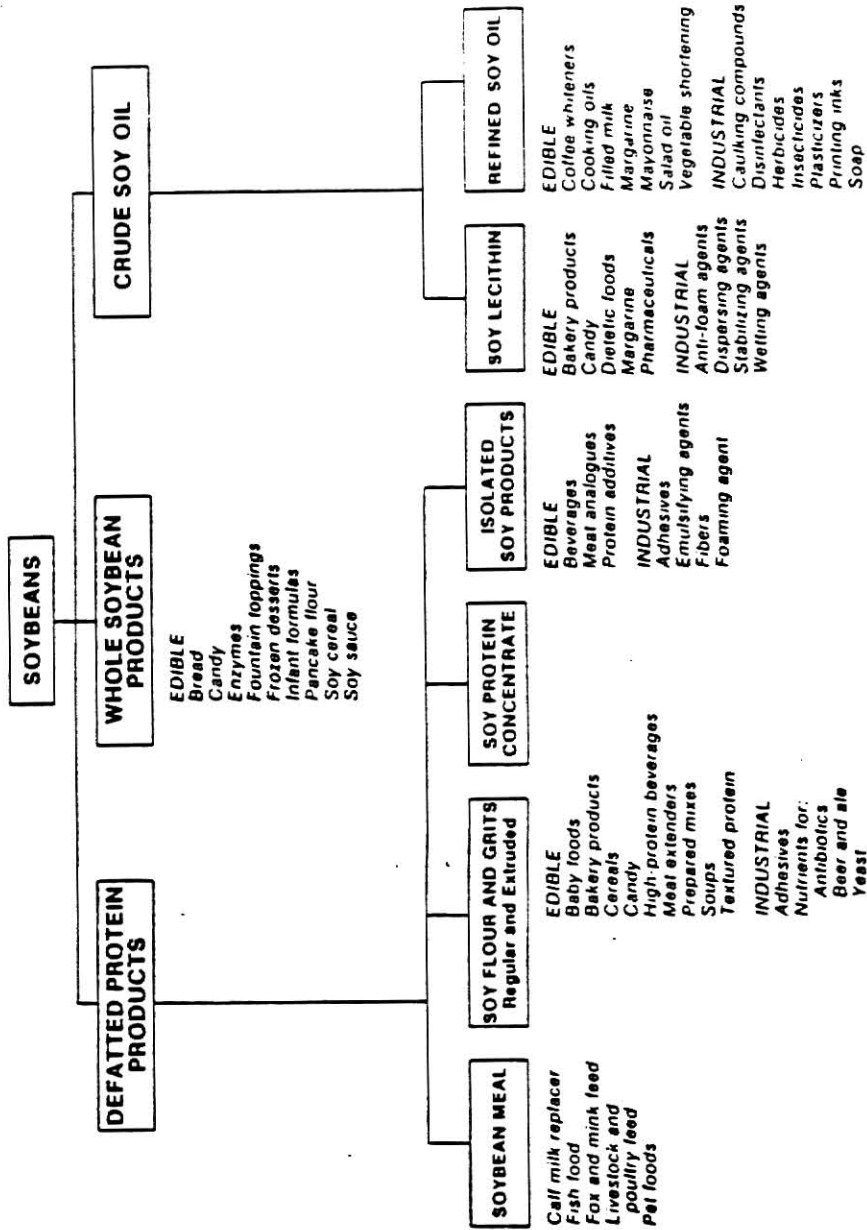 SOYBEANS
DEFATTED PROTEIN
PRODUCTS
WHOLE SOYBEAN
PRODUCTS
CRUDE SOY OIL
EDIBLE
Bread
Candy
Enzymes
Fountain toppings
Frozen desserts
Infant formulas
Pancake flour
Soy cereal
Soy sauce
SOYBEAN MEAL
Calf milk replacer
Fish food
Fox and mink feed
Livestock and
poultry feed
Pet foods
SOY FLOUR AND GRITS
Regular and Extruded
EDIBLE
Baby foods
Bakery products
Cereals
Candy
High-protein beverages
Meat extenders
Prepared mixes
Soups
Textured protein
INDUSTRIAL
Adhesives
Nutrients for:
Antibiotics
Beer and ale
Yeast
SOY PROTEIN
CONCENTRATE
ISOLATED
SOY PRODUCTS
EDIBLE
Beverages
Meat analogues
Protein additives
INDUSTRIAL
Adhesives
Emulsifying agents
Fibers
Foaming agent
SOY LECITHIN
EDIBLE
Bakery products
Candy
Dietetic foods
Margarine
Pharmaceuticals
INDUSTRIAL
Anti-foam agents
Dispersing agents
Stabilizing agents
Wetting agents
REFINED SOY OIL
EDIBLE
Coffee whiteners
Cooking oils
Filled milk
Margarine
Mayonnaise
Salad oil
Vegetable shortening
INDUSTRIAL
Caulking compounds
Disinfectants
Herbicides
Insecticides
Plasticizers
Printing inks
Soap